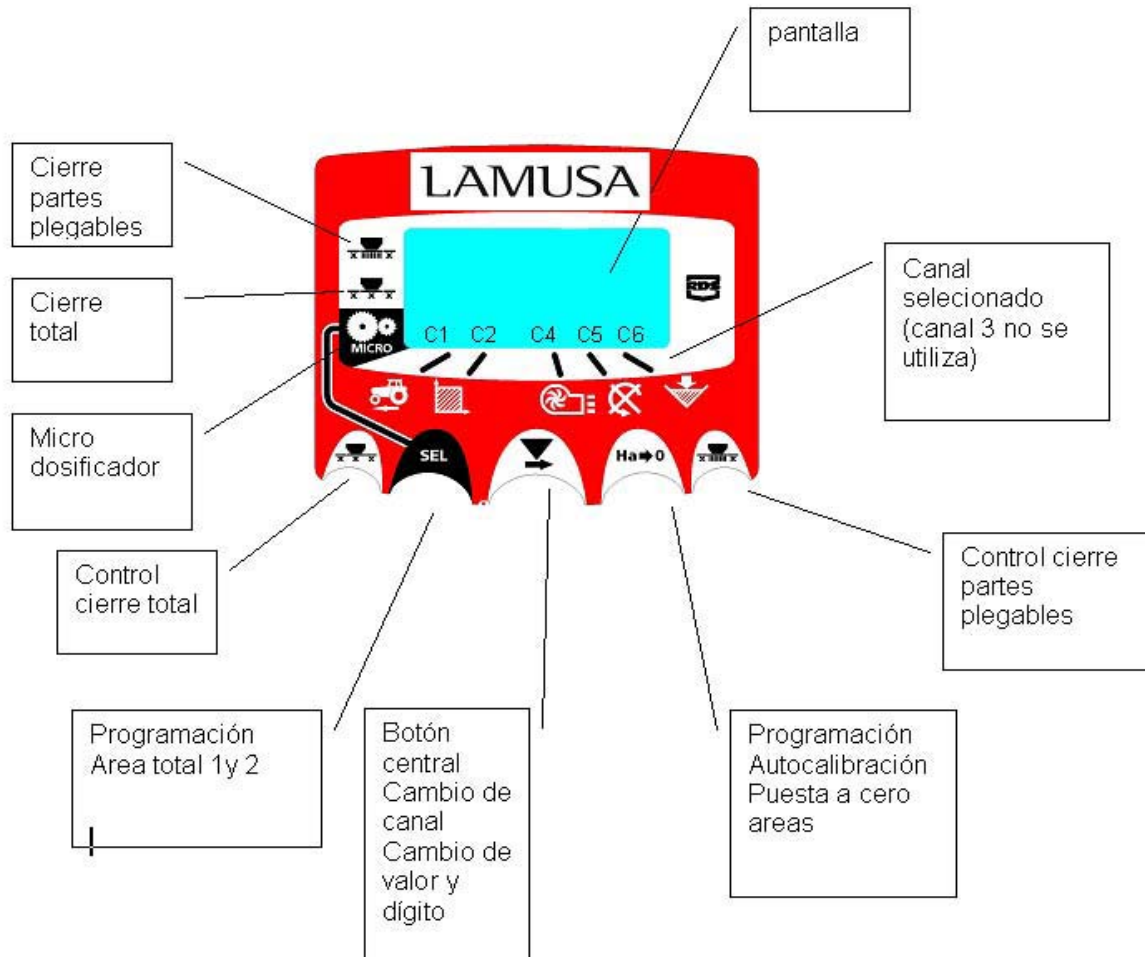 pantalla
Cierre
partes
plegables
LAMUSA
Canal
selecionado
(canal 3 no se
utiliza)
Cierre
total
RDS
MICRO
C1 C2 C4 C5 C6
Micro
dosificador
SEL
Ha➡0
Control
cierre total
Control cierre
partes
plegables
Programación
Area total 1y 2
Botón
central
Cambio de
canal
Cambio de
valor y
dígito
Programación
Autocalibración
Puesta a cero
areas